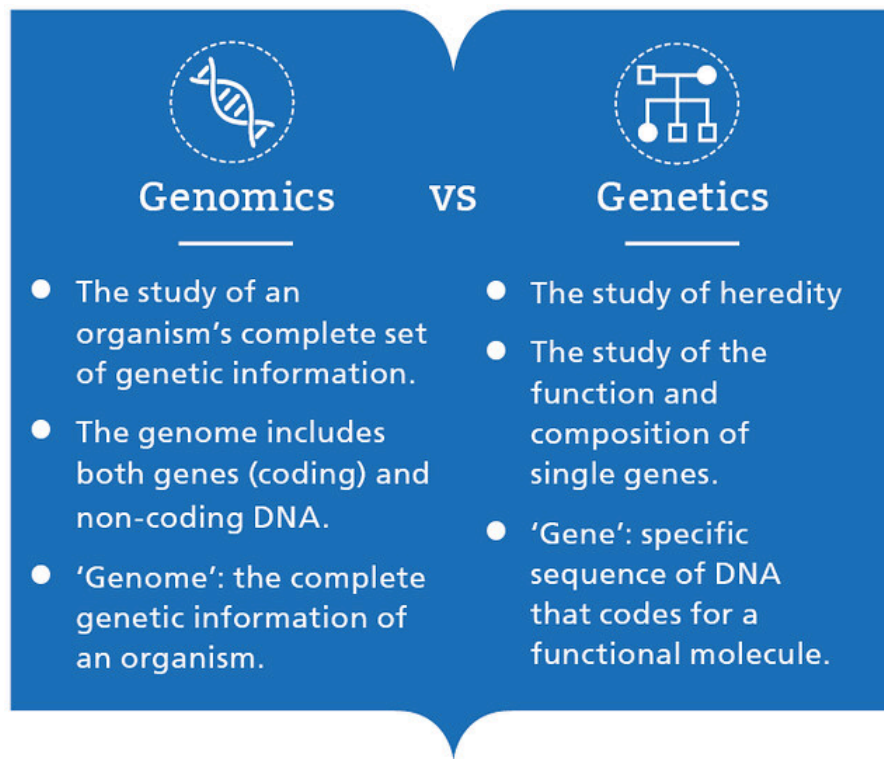 Genomics vs Genetics
● The study of an
organism’s complete set
of genetic information.
● The genome includes
both genes (coding) and
non-coding DNA.
● ‘Genome’: the complete
genetic information of
an organism.
● The study of heredity
● The study of the
function and
composition of
single genes.
● ‘Gene’: specific
sequence of DNA
that codes for a
functional molecule.